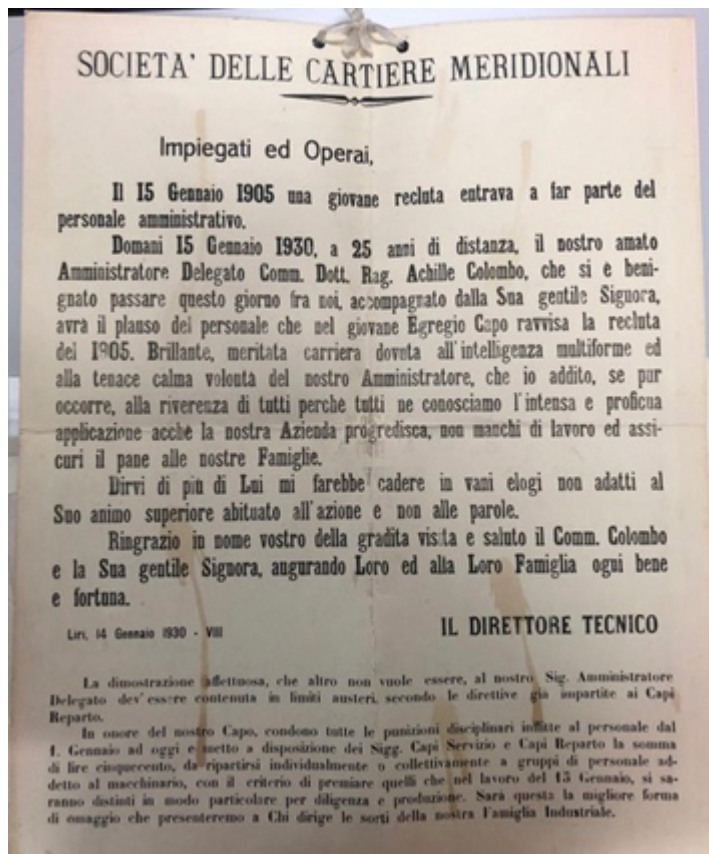 SOCIETA' DELLE CARTIERE MERIDIONALI
Impiegati ed Operai,
Il 15 Gennaio 1905 una giovane recluta entrava a far parte del
personale amministrativo.
Domani 15 Gennaio 1930, a 25 anni di distanza, il nostro amato
Amministratore Delegato Comm. Dott. Rag. Achille Colombo, che si è beni-
gnato passare questo giorno fra noi, accompagnato dalla Sua gentile Signora,
avrà il plauso del personale che nel giovane Egregio Capo ravvisa la recluta
del 1905. Brillante, meritata carriera dovuta all'intelligenza multiforme ed
alla tenace calma volontà del nostro Amministratore, che io addito, se pur
occorre, alla riverenza di tutti perchè tutti ne conosciamo l'intensa e proficua
applicazione acchè la nostra Azienda progredisca, non manchi di lavoro ed assi-
curi il pane alle nostre Famiglie.
Dirvi di più di Lui mi farebbe cadere in vani elogi non adatti al
Suo animo superiore abituato all'azione e non alle parole.
Ringrazio in nome vostro della gradita visita e saluto il Comm. Colombo
e la Sua gentile Signora, augurando Loro ed alla Loro Famiglia ogni bene
e fortuna.
Liri, 14 Gennaio 1930 - VIII
IL DIRETTORE TECNICO
La dimostrazione affettuosa, che altro non vuole essere, al nostro Sig. Amministratore
Delegato dev'essere contenuta in limiti austeri, secondo le direttive già impartite ai Capi
Reparto.
In onore del nostro Capo, condono tutte le punizioni disciplinari inflitte al personale dal
1. Gennaio ad oggi e metto a disposizione dei Sigg. Capi Servizio e Capi Reparto la somma
di lire cinquecento, da ripartirsi individualmente o collettivamente a gruppi di personale ad-
detto al macchinario, con il criterio di premiare quelli che nel lavoro del 15 Gennaio, si sa-
ranno distinti in modo particolare per diligenza e produzione. Sarà questa la migliore forma
di omaggio che presenteremo a Chi dirige le sorti della nostra Famiglia Industriale.